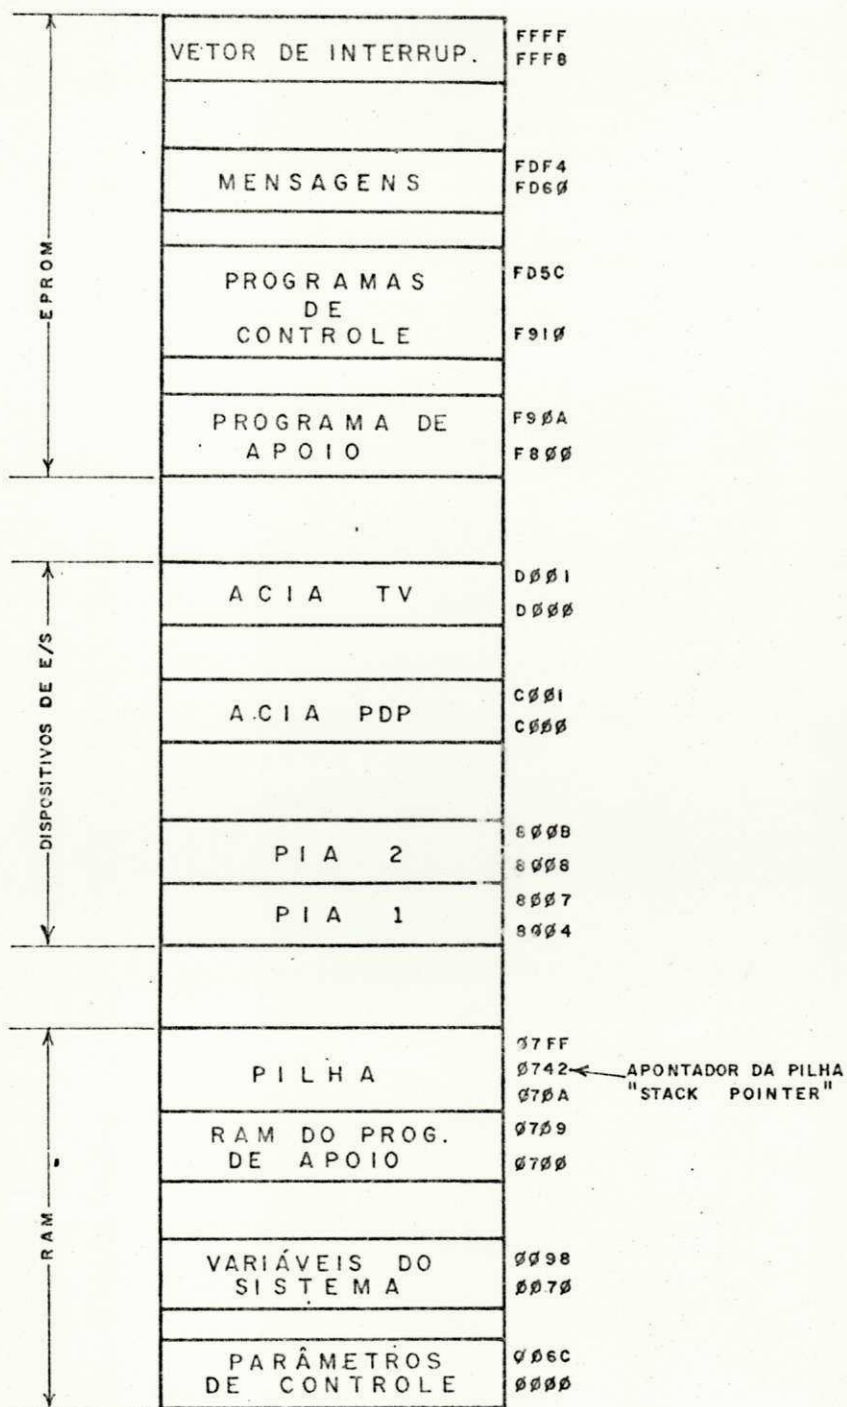 VETOR DE INTERRUP.
FFFF
FFF8
MENSAGENS
FDF4
FD6Ø
EPROM
PROGRAMAS
DE
CONTROLE
FD5C
F91Ø
PROGRAMA DE
APOIO
F9ØA
F8ØØ
DISPOSITIVOS DE E/S
ACIA TV
DØØ1
DØØØ
A.CIA PDP
CØØ1
CØØØ
PIA 2
8ØØB
8ØØ8
PIA 1
8ØØ7
8ØØ4
RAM
PILHA
Ø7FF
Ø742
Ø7ØA
APONTADOR DA PILHA
"STACK POINTER"
RAM DO PROG.
DE APOIO
Ø7Ø9
Ø7ØØ
VARIÁVEIS DO
SISTEMA
ØØ98
ØØ7Ø
PARÂMETROS
DE CONTROLE
ØØ6C
ØØØØ